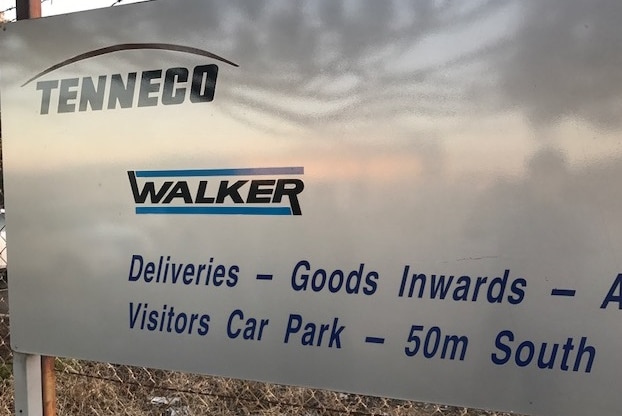 TENNECO
WALKER
Deliveries – Goods Inwards – A
Visitors Car Park – 50m South